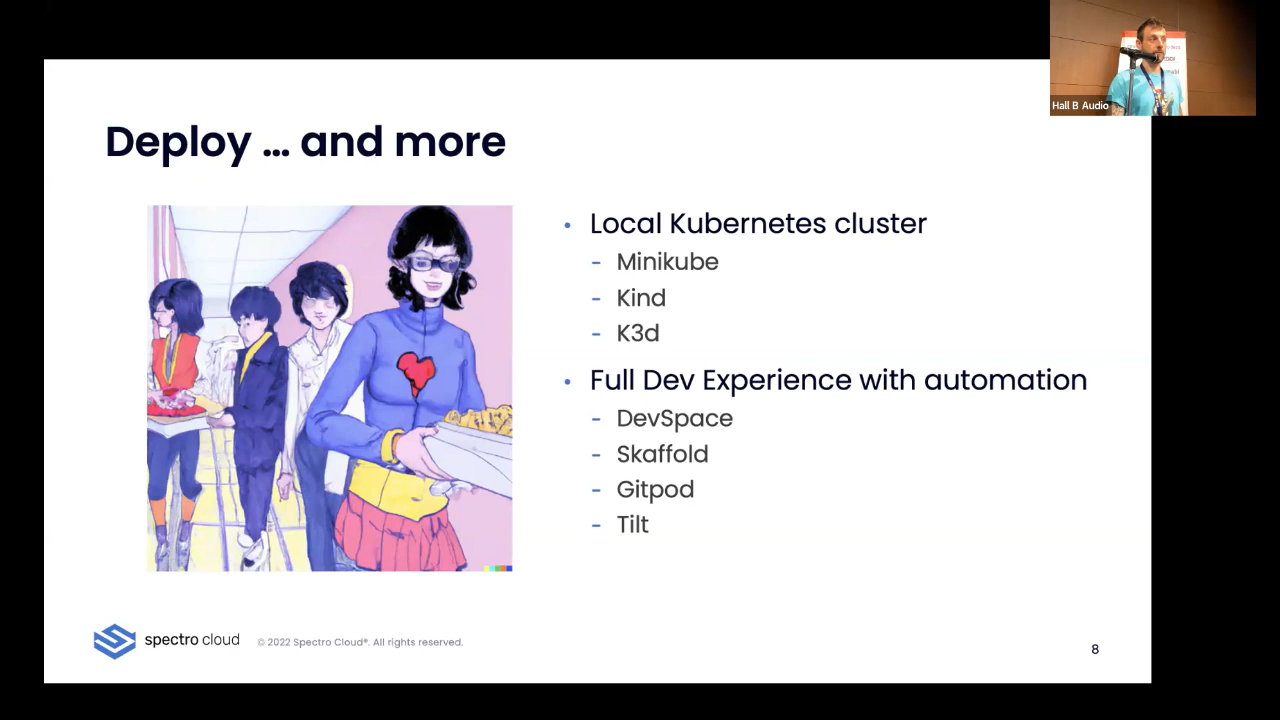 Hall B Audio
Deploy ... and more
• Local Kubernetes cluster
- Minikube
- Kind
- K3d
• Full Dev Experience with automation
- DevSpace
- Skaffold
- Gitpod
- Tilt
spectro cloud
© 2022 Spectro Cloud®. All rights reserved.
8